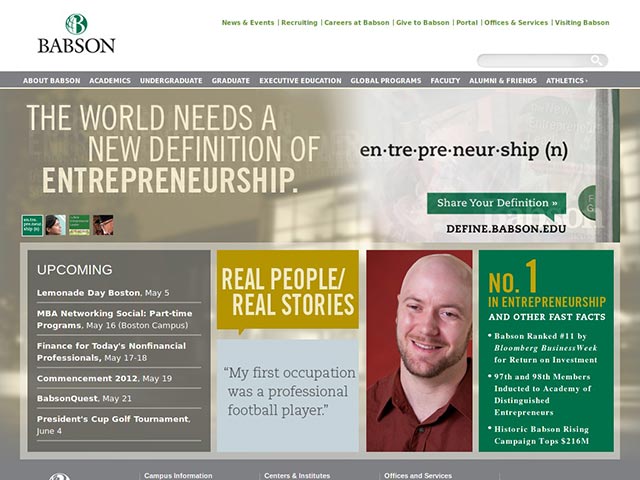 BABSON
News & Events | Recruiting | Careers at Babson | Give to Babson | Portal | Offices & Services | Visiting Babson
ABOUT BABSON ACADEMICS UNDERGRADUATE GRADUATE EXECUTIVE EDUCATION GLOBAL PROGRAMS FACULTY ALUMNI & FRIENDS ATHLETICS ›
THE WORLD NEEDS A
NEW DEFINITION OF
ENTREPRENEURSHIP.
en·tre·pre·neur·ship (n)
Share Your Definition »
Babson
DEFINE.BABSON.EDU
UPCOMING
Lemonade Day Boston, May 5
MBA Networking Social: Part-time
Programs, May 16 (Boston Campus)
Finance for Today's Nonfinancial
Professionals, May 17-18
Commencement 2012, May 19
BabsonQuest, May 21
President's Cup Golf Tournament,
June 4
REAL PEOPLE/
REAL STORIES
“My first occupation
was a professional
football player.”
NO. 1
IN ENTREPRENEURSHIP
AND OTHER FAST FACTS
• Babson Ranked #11 by
Bloomberg BusinessWeek
for Return on Investment
• 97th and 98th Members
Inducted to Academy of
Distinguished
Entrepreneurs
• Historic Babson Rising
Campaign Tops $216M
Campus Information Centers & Institutes Offices and Services